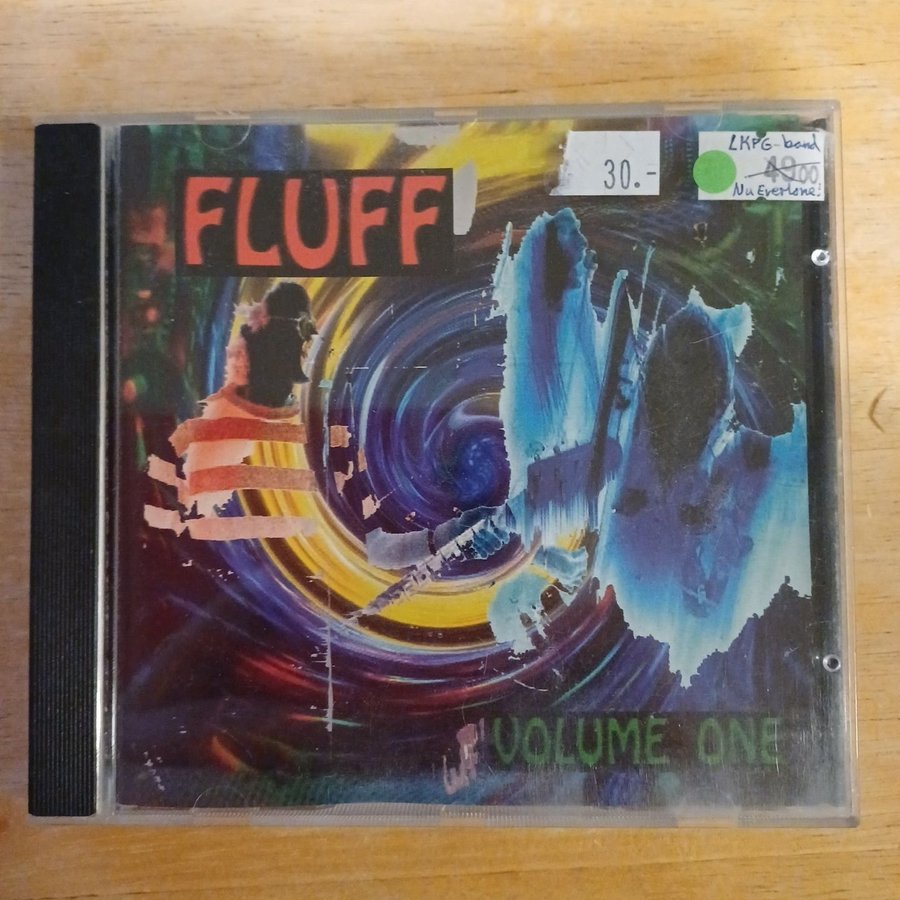 FLUFF
30.-
LKPG-band
49.00
Nu Everlone!
VOLUME ONE